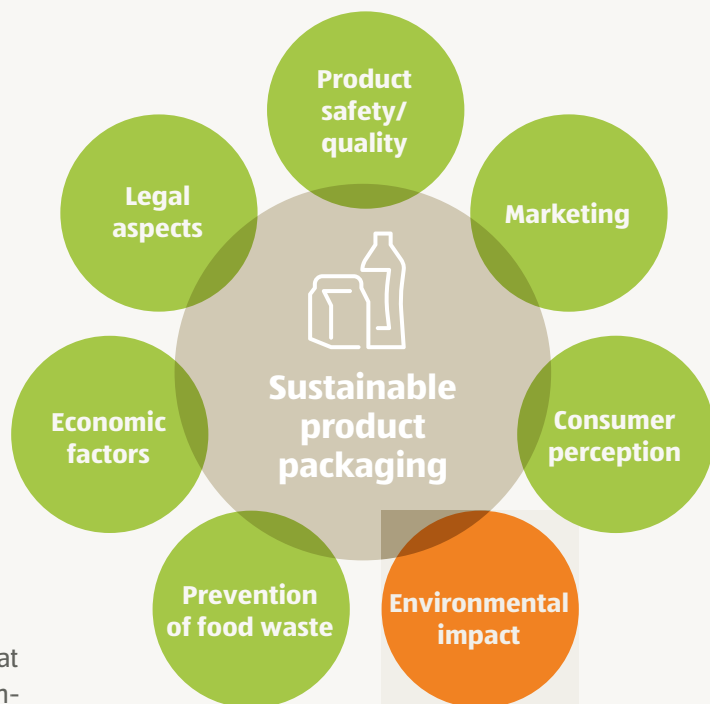 Product
safety/
quality
Legal
aspects
Marketing
Sustainable
product
packaging
Economic
factors
Consumer
perception
Prevention
of food waste
Environmental
impact
at
n-